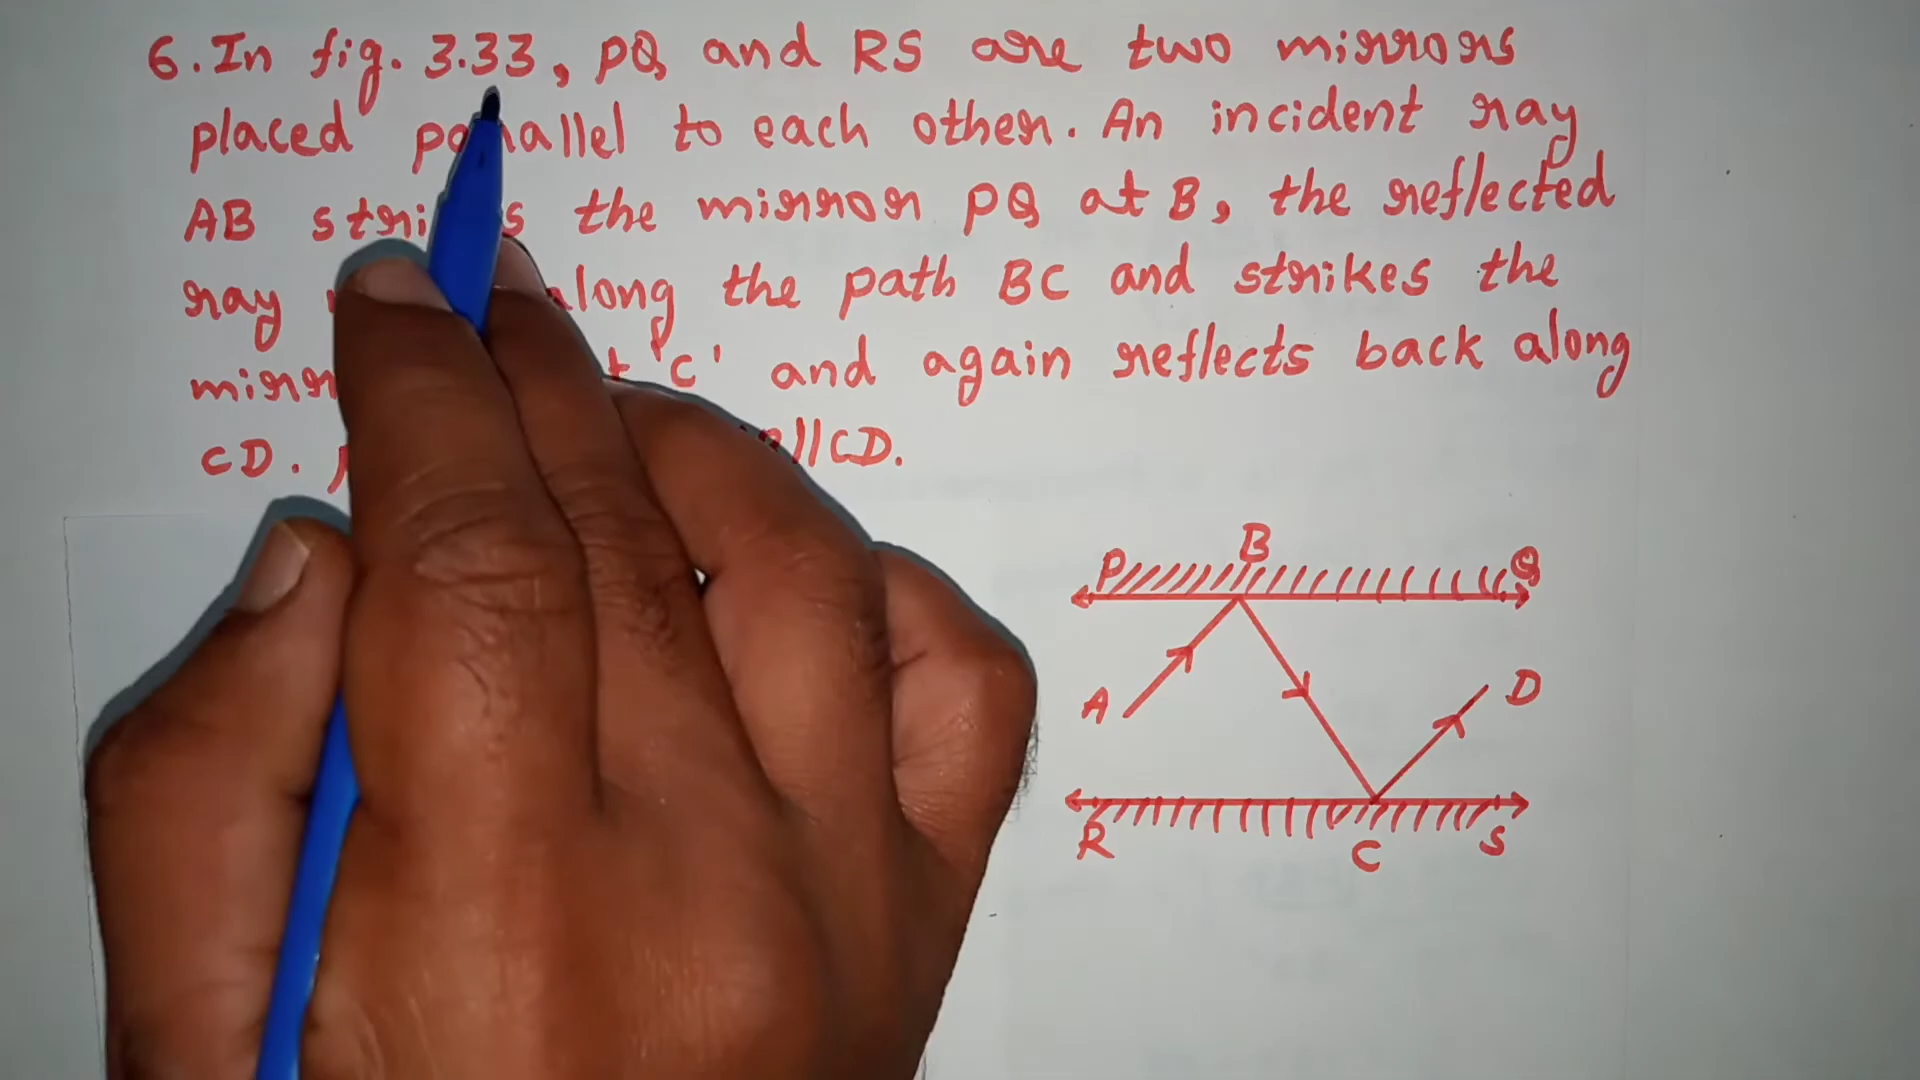 6. In fig. 3.33, PQ and RS are two mirrors
placed parallel to each other. An incident ray
AB the mirror PQ at B, the reflected
ray along the path BC and strikes the
'C' and again reflects back along
CD. ||CD.
B
P
Q
A
D
R
C
S